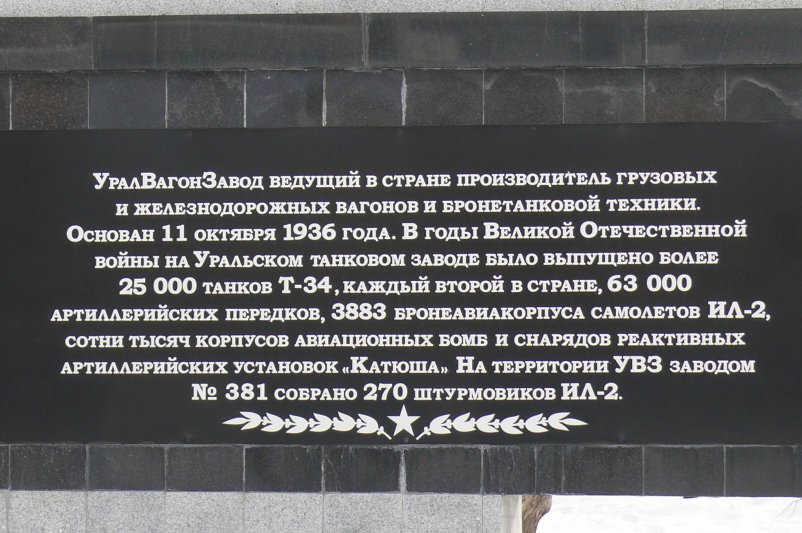 УралВагонЗавод ведущий в стране производитель грузовых
и железнодорожных вагонов и бронетанковой техники.
Основан 11 октября 1936 года. В годы Великой Отечественной
войны на Уральском танковом заводе было выпущено более
25 000 танков Т-34, каждый второй в стране, 63 000
артиллерийских передков, 3883 бронеавиакорпуса самолетов ИЛ-2,
сотни тысяч корпусов авиационных бомб и снарядов реактивных
артиллерийских установок «Катюша». На территории УВЗ заводом
№ 381 собрано 270 штурмовиков ИЛ-2.